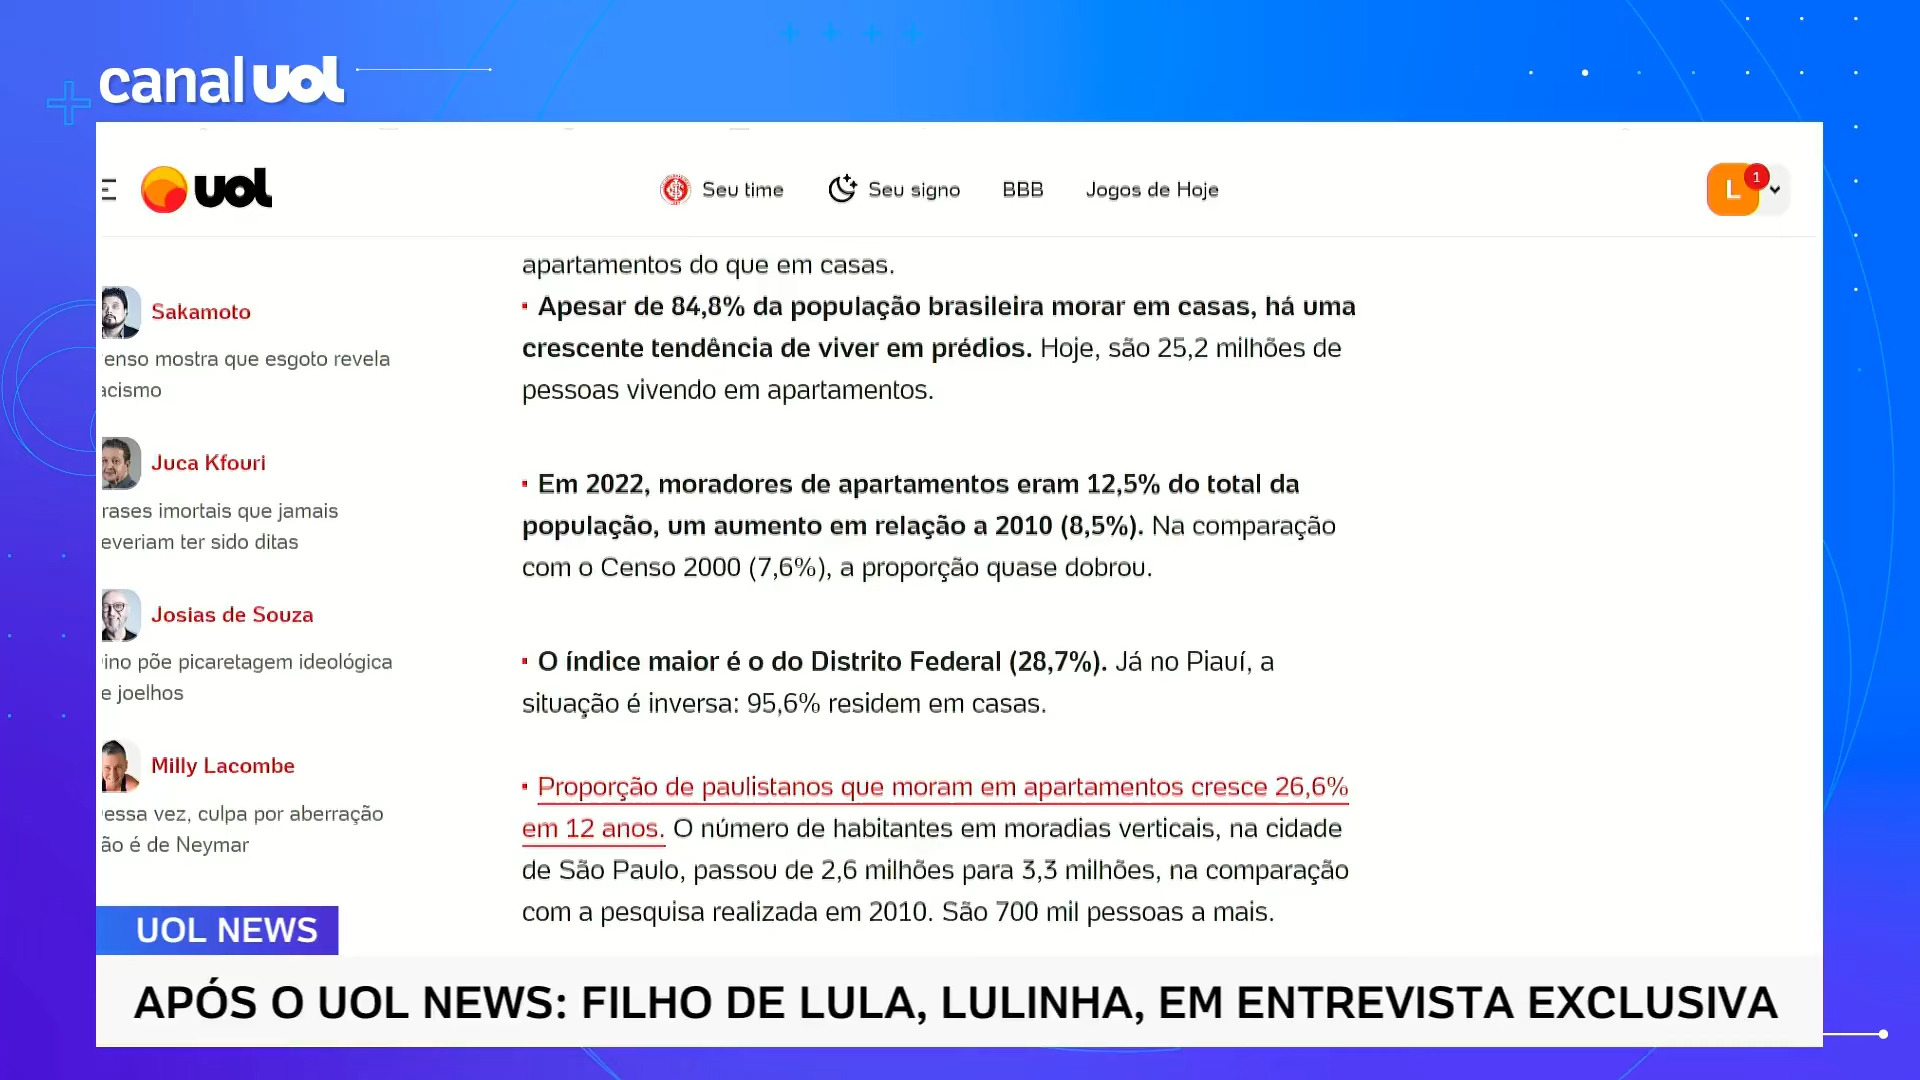 canal uol
uol
Seu time
Seu signo
BBB
Jogos de Hoje
L
1
Sakamoto
enso mostra que esgoto revela
acismo
Juca Kfouri
rases imortais que jamais
everiam ter sido ditas
Josias de Souza
ino põe picaretagem ideológica
e joelhos
Milly Lacombe
essa vez, culpa por aberração
ão é de Neymar
apartamentos do que em casas.
Apesar de 84,8% da população brasileira morar em casas, há uma
crescente tendência de viver em prédios. Hoje, são 25,2 milhões de
pessoas vivendo em apartamentos.
Em 2022, moradores de apartamentos eram 12,5% do total da
população, um aumento em relação a 2010 (8,5%). Na comparação
com o Censo 2000 (7,6%), a proporção quase dobrou.
O índice maior é o do Distrito Federal (28,7%). Já no Piauí, a
situação é inversa: 95,6% residem em casas.
Proporção de paulistanos que moram em apartamentos cresce 26,6%
em 12 anos. O número de habitantes em moradias verticais, na cidade
de São Paulo, passou de 2,6 milhões para 3,3 milhões, na comparação
com a pesquisa realizada em 2010. São 700 mil pessoas a mais.
UOL NEWS
APÓS O UOL NEWS: FILHO DE LULA, LULINHA, EM ENTREVISTA EXCLUSIVA